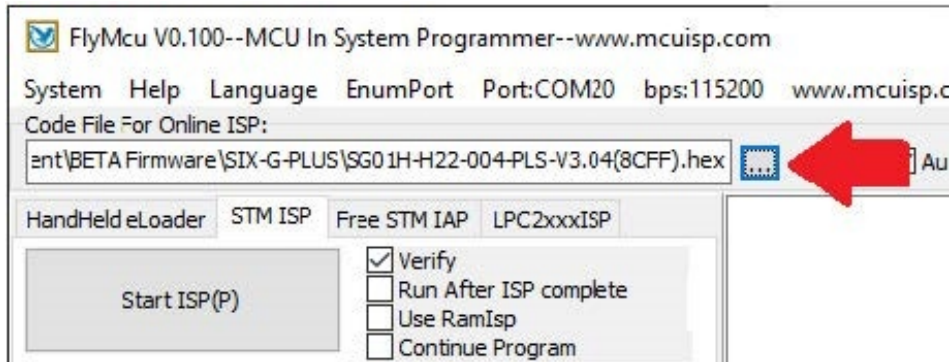 FlyMcu V0.100--MCU In System Programmer--www.mcuisp.com
System Help Language EnumPort Port:COM20 bps:115200 www.mcuisp.c
Code File For Online ISP:
ent\BETA Firmware\SIX-G-PLUS\SG01H-H22-004-PLS-V3.04(8CFF).hex ... Au
HandHeld eLoader STM ISP Free STM IAP LPC2xxxISP
Verify
Start ISP(P)
Run After ISP complete
Use RamIsp
Continue Program